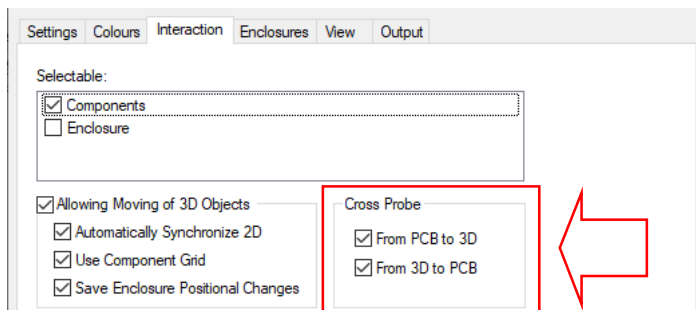 Settings Colours Interaction Enclosures View Output
Selectable:
Components
Enclosure
Allowing Moving of 3D Objects
Automatically Synchronize 2D
Use Component Grid
Save Enclosure Positional Changes
Cross Probe
From PCB to 3D
From 3D to PCB